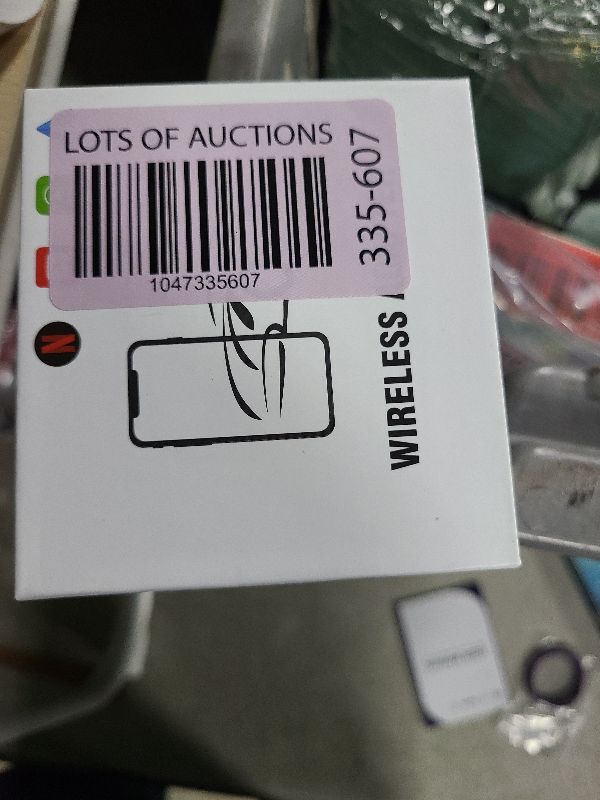 LOTS OF AUCTIONS
1047335607
335-607
N
WIRELESS